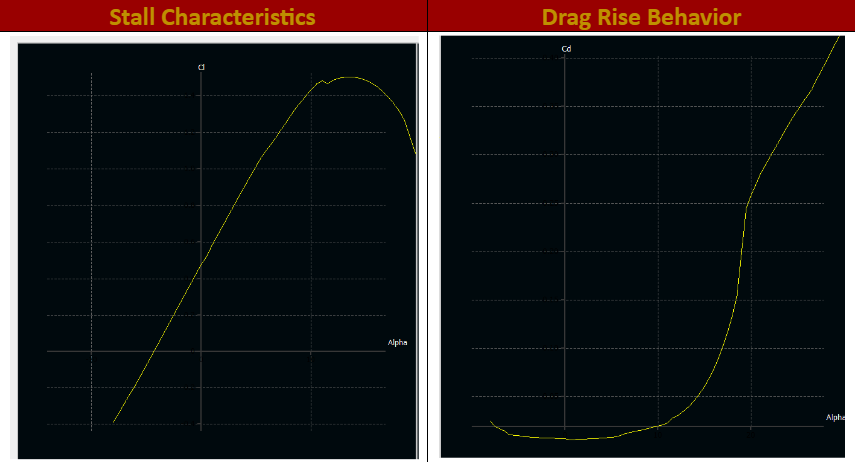 Stall Characteristics
Drag Rise Behavior
Cl
Alpha
Cd
Alpha